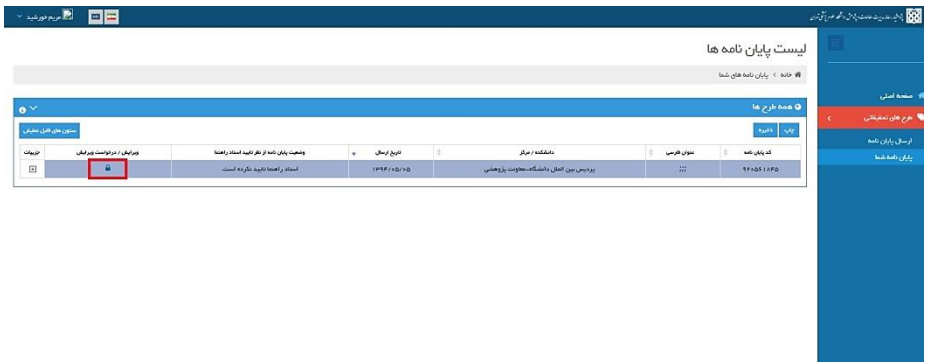 مریم خورشید
لیست پایان نامه ها
خانه > پایان نامه های شما
صفحه اصلی
طرح های تحقیقاتی
ارسال پایان نامه
پایان نامه شما
همه طرح ها
چاپ ذخیره ستون های قابل نمایش
کد پایان نامه عنوان فارسی دانشکده / مرکز تاریخ ارسال وضعیت پایان نامه از نظر تایید استاد راهنما ویرایش / درخواست ویرایش جزییات
۹۲۰۵۶۱۸۴۵ ;;; پردیس بین الملل دانشگاه-معاونت پژوهشی ۱۳۹۴/۰۵/۰۵ استاد راهنما تایید نکرده است.